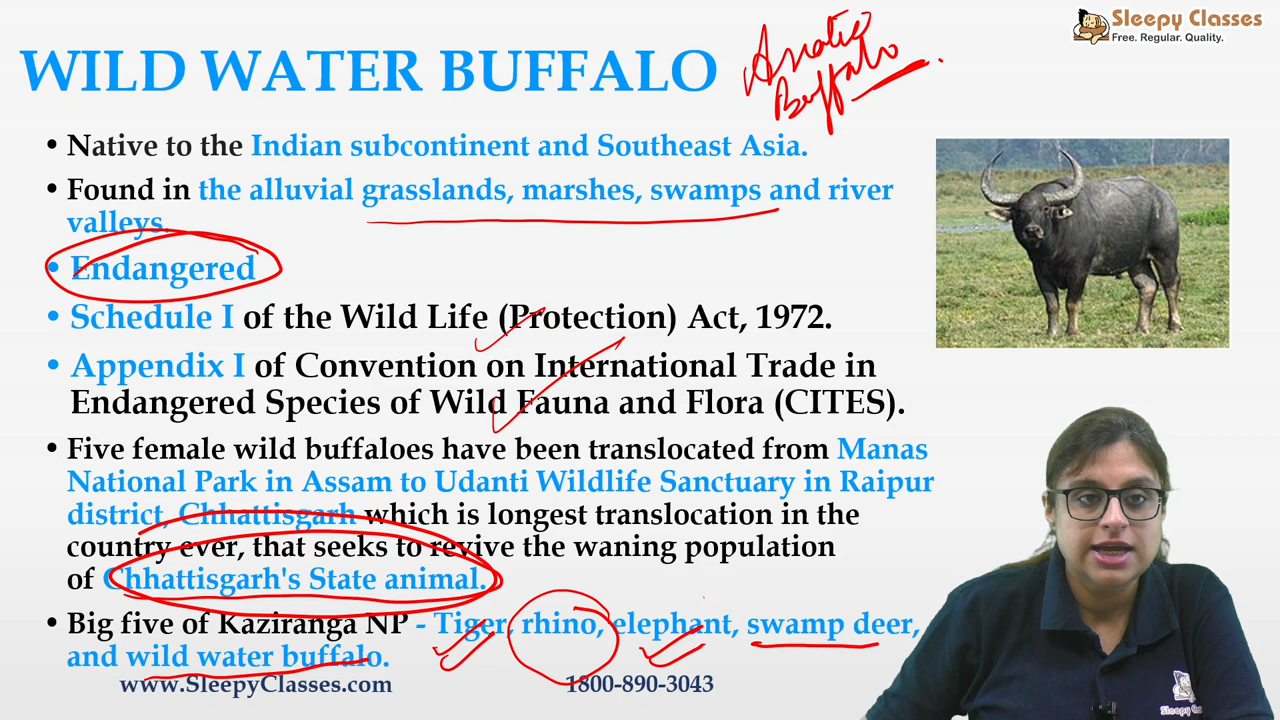 Sleepy Classes
Free. Regular. Quality.
WILD WATER BUFFALO
Asiatic
Buffalo
• Native to the Indian subcontinent and Southeast Asia.
• Found in the alluvial grasslands, marshes, swamps and river
valleys.
• Endangered
• Schedule I of the Wild Life (Protection) Act, 1972.
• Appendix I of Convention on International Trade in
Endangered Species of Wild Fauna and Flora (CITES).
• Five female wild buffaloes have been translocated from Manas
National Park in Assam to Udanti Wildlife Sanctuary in Raipur
district, Chhattisgarh which is longest translocation in the
country ever, that seeks to revive the waning population
of Chhattisgarh's State animal.
• Big five of Kaziranga NP - Tiger, rhino, elephant, swamp deer,
and wild water buffalo.
www.SleepyClasses.com
1800-890-3043